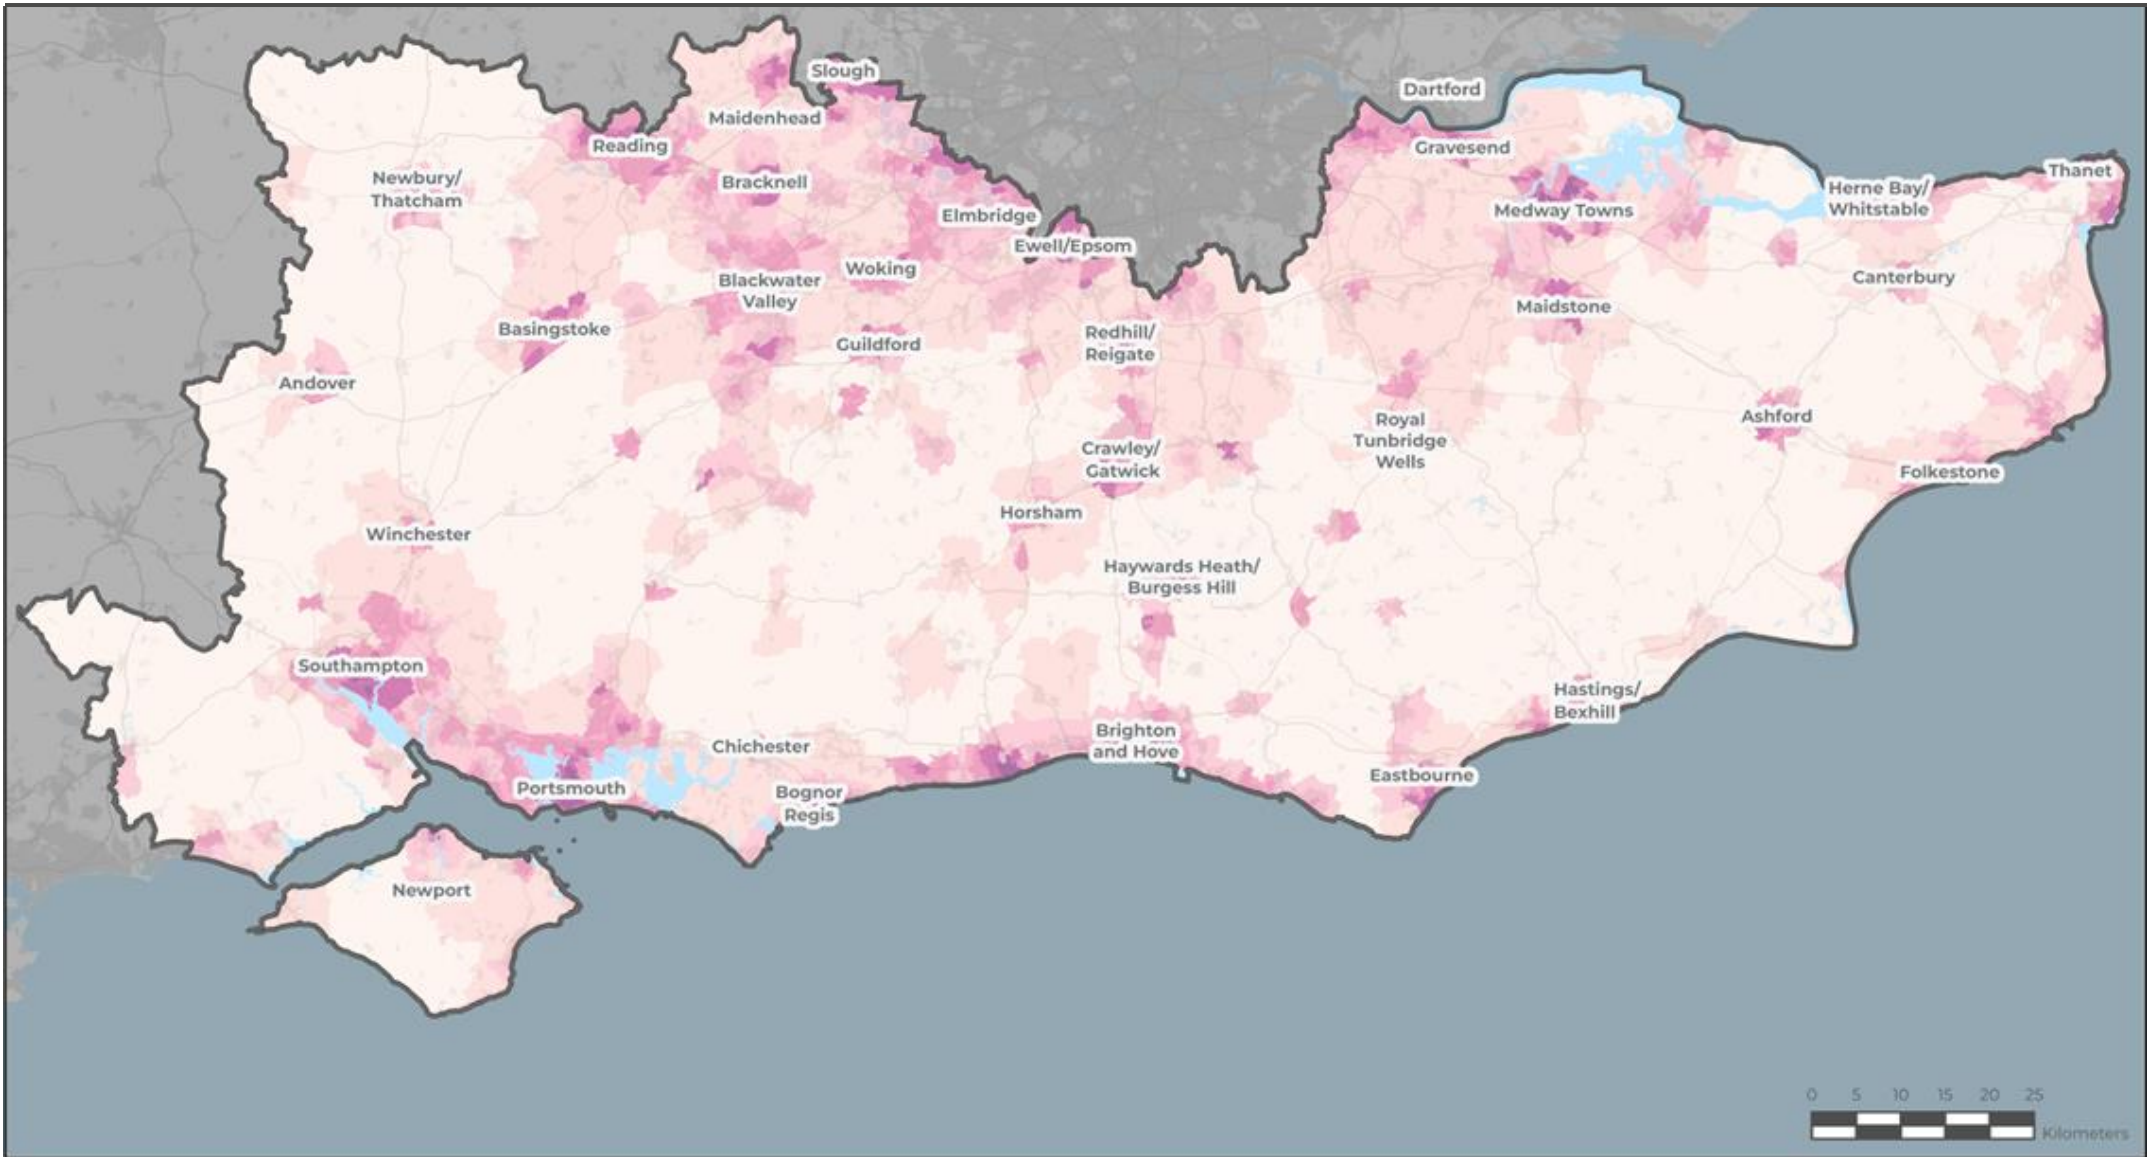 Slough
Dartford
Maidenhead
Reading
Gravesend
Thanet
Newbury/
Thatcham
Bracknell
Herne Bay/
Whitstable
Elmbridge
Medway Towns
Ewell/Epsom
Woking
Blackwater
Valley
Canterbury
Maidstone
Basingstoke
Guildford
Redhill/
Reigate
Andover
Royal
Tunbridge
Wells
Ashford
Crawley/
Gatwick
Folkestone
Horsham
Winchester
Haywards Heath/
Burgess Hill
Southampton
Hastings/
Bexhill
Brighton
and Hove
Chichester
Eastbourne
Portsmouth
Bognor
Regis
Newport
0 5 10 15 20 25
Kilometers